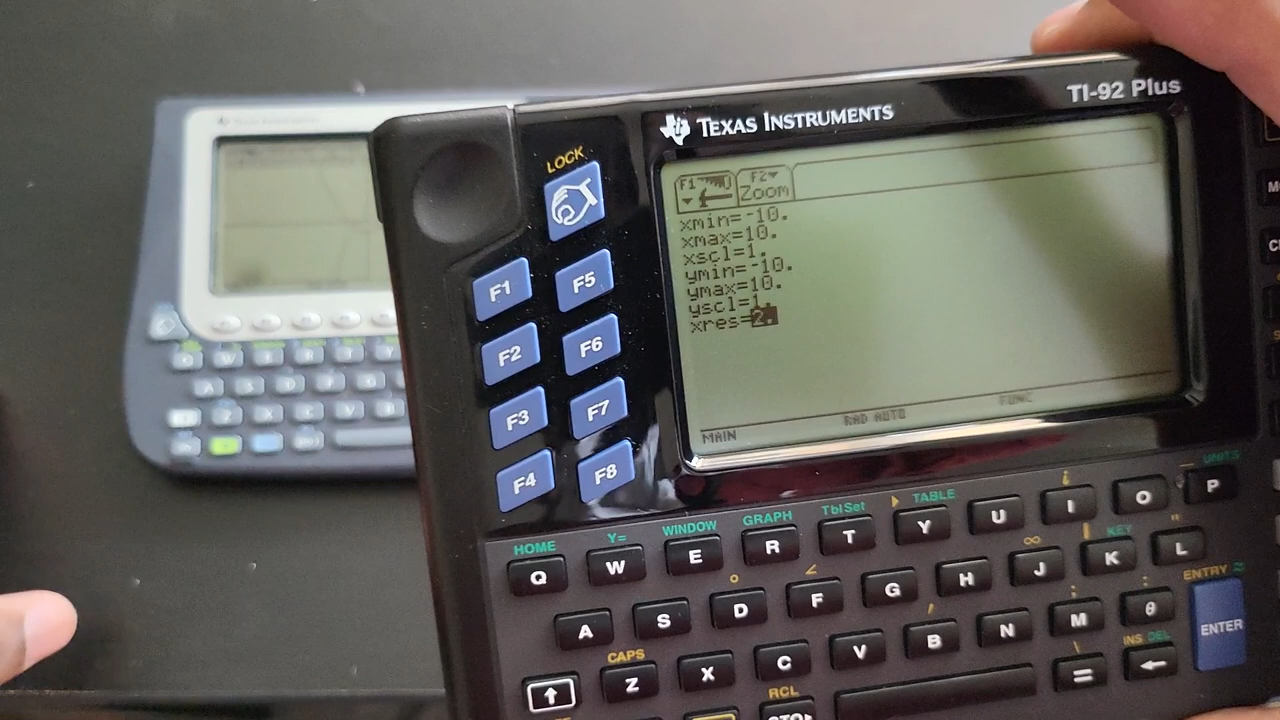 TEXAS INSTRUMENTS
TI-92 Plus
LOCK
F1 F2
Zoom
xmin=-10.
xmax=10.
xscl=1.
ymin=-10.
ymax=10.
yscl=1.
xres=2.
MAIN RAD AUTO FUNC
F1 F5
F2 F6
F3 F7
F4 F8
HOME Y= WINDOW GRAPH TblSet TABLE UNITS
Q W E R T Y U I O P
∞ KEY "
A S D F G H J K L
ENTRY
CAPS INS DEL
Z X C V B N M θ
ENTER
RCL
= ←
STO▸